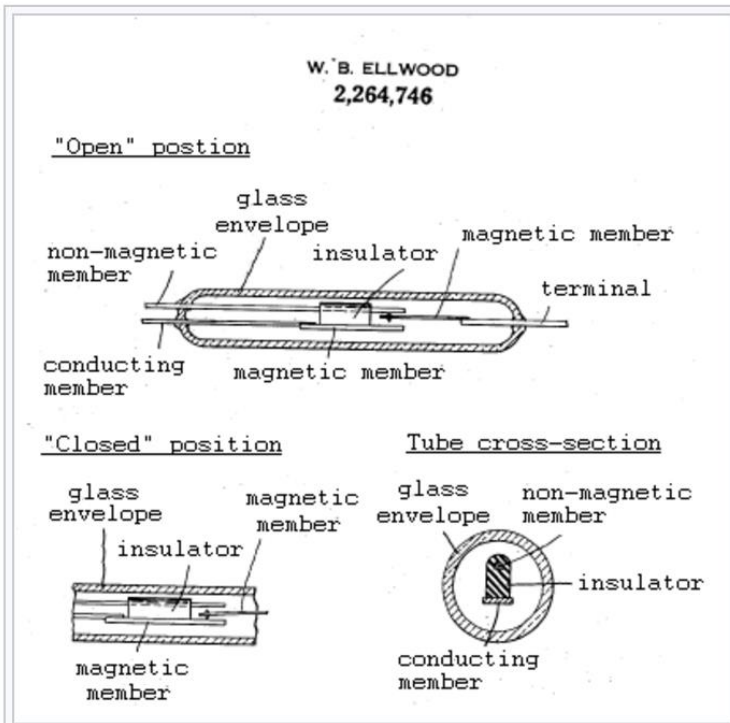 W. B. ELLWOOD
2,264,746
"Open" postion
glass
envelope
non-magnetic
member
insulator
magnetic member
terminal
conducting
member
magnetic member
"Closed" position
glass
envelope
magnetic
member
insulator
magnetic
member
Tube cross-section
glass
envelope
non-magnetic
member
insulator
conducting
member